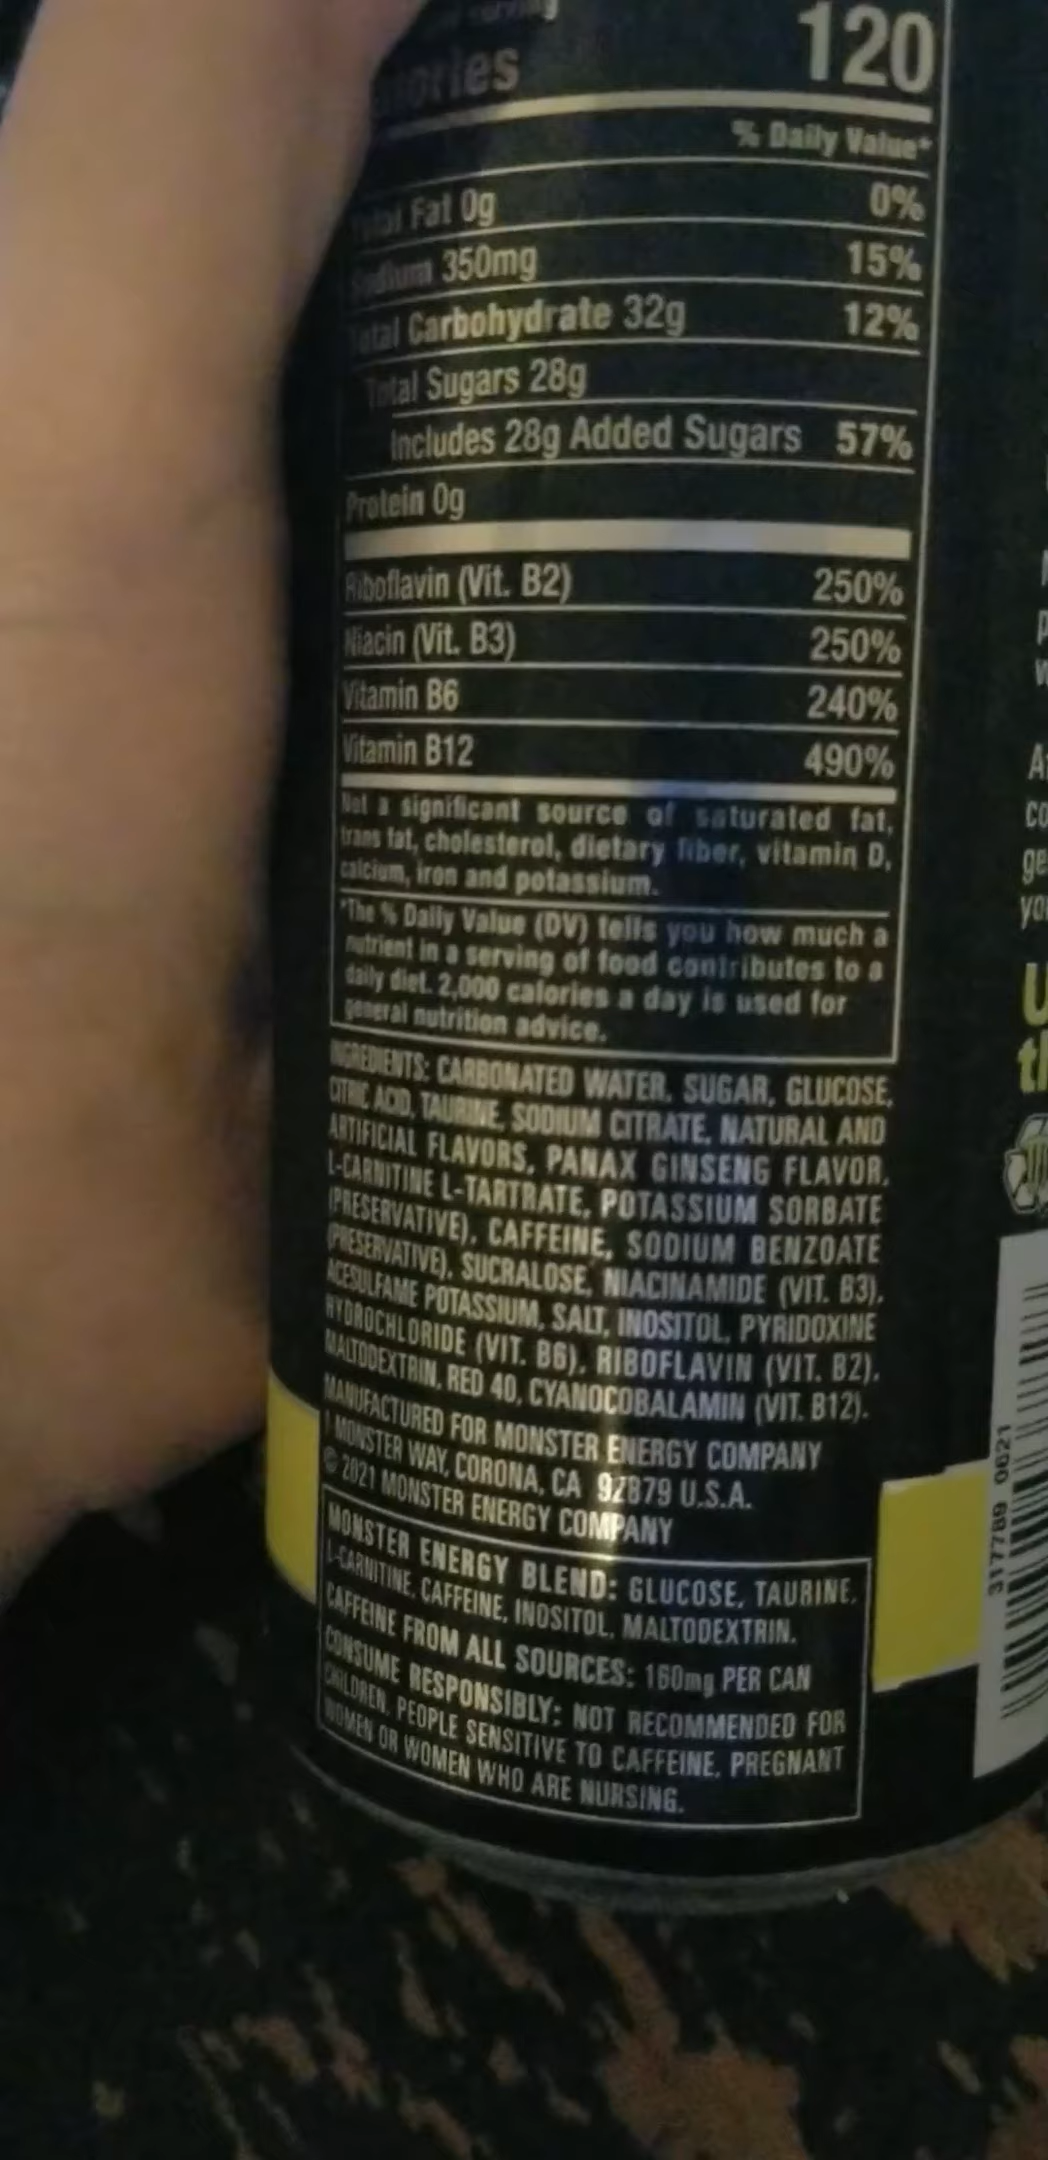 120
% Daily Value*
Fat 0g 0%
350mg 15%
Carbohydrate 32g 12%
Total Sugars 28g
Includes 28g Added Sugars 57%
Protein 0g
Riboflavin (Vit. B2) 250%
Niacin (Vit. B3) 250%
Vitamin B6 240%
Vitamin B12 490%
Not a significant source of saturated fat,
trans fat, cholesterol, dietary fiber, vitamin D,
calcium, iron and potassium.
*The % Daily Value (DV) tells you how much a
nutrient in a serving of food contributes to a
daily diet. 2,000 calories a day is used for
general nutrition advice.
INGREDIENTS: CARBONATED WATER, SUGAR, GLUCOSE,
CITRIC ACID, TAURINE, SODIUM CITRATE, NATURAL AND
ARTIFICIAL FLAVORS, PANAX GINSENG FLAVOR,
L-CARNITINE L-TARTRATE, POTASSIUM SORBATE
(PRESERVATIVE), CAFFEINE, SODIUM BENZOATE
(PRESERVATIVE), SUCRALOSE, NIACINAMIDE (VIT. B3),
ACESULFAME POTASSIUM, SALT, INOSITOL, PYRIDOXINE
HYDROCHLORIDE (VIT. B6), RIBOFLAVIN (VIT. B2),
MALTODEXTRIN, RED 40, CYANOCOBALAMIN (VIT. B12).
MANUFACTURED FOR MONSTER ENERGY COMPANY
1 MONSTER WAY, CORONA, CA 92879 U.S.A.
© 2021 MONSTER ENERGY COMPANY
MONSTER ENERGY BLEND: GLUCOSE, TAURINE,
L-CARNITINE, CAFFEINE, INOSITOL, MALTODEXTRIN.
CAFFEINE FROM ALL SOURCES: 160mg PER CAN
CONSUME RESPONSIBLY: NOT RECOMMENDED FOR
CHILDREN, PEOPLE SENSITIVE TO CAFFEINE, PREGNANT
WOMEN OR WOMEN WHO ARE NURSING.
317789 0621